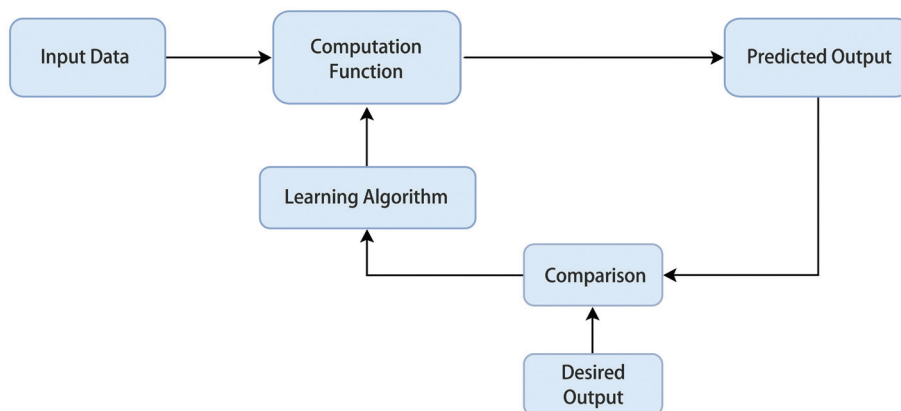 Input Data
Computation
Function
Predicted Output
Learning Algorithm
Comparison
Desired
Output